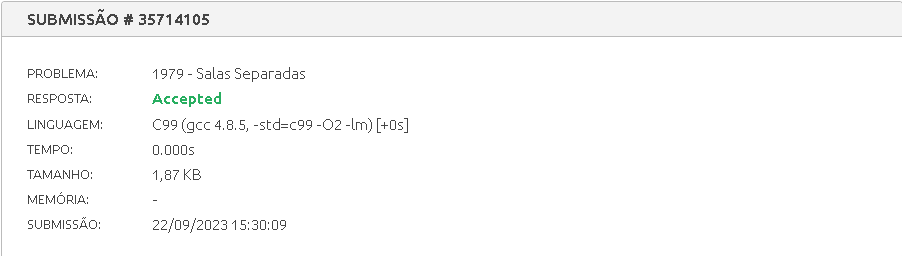 SUBMISSÃO # 35714105
PROBLEMA: 1979 - Salas Separadas
RESPOSTA: Accepted
LINGUAGEM: C99 (gcc 4.8.5, -std=c99 -O2 -lm) [+0s]
TEMPO: 0.000s
TAMANHO: 1,87 KB
MEMÓRIA: -
SUBMISSÃO: 22/09/2023 15:30:09